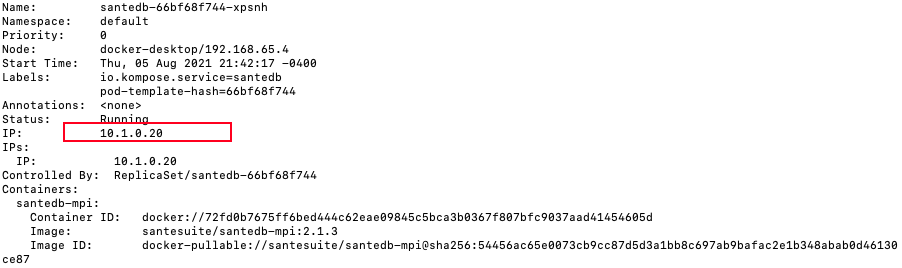 Name: santedb-66bf68f744-xpsnh
Namespace: default
Priority: 0
Node: docker-desktop/192.168.65.4
Start Time: Thu, 05 Aug 2021 21:42:17 -0400
Labels: io.kompose.service=santedb
pod-template-hash=66bf68f744
Annotations: <none>
Status: Running
IP: 10.1.0.20
IPs:
IP: 10.1.0.20
Controlled By: ReplicaSet/santedb-66bf68f744
Containers:
santedb-mpi:
Container ID: docker://72fd0b7675ff6bed444c62eae09845c5bca3b0367f807bfc9037aad41454605d
Image: santesuite/santedb-mpi:2.1.3
Image ID: docker-pullable://santesuite/santedb-mpi@sha256:54456ac65e0073cb9cc87d5d3a1bb8c697ab9bafac2e1b348abab0d46130
ce87